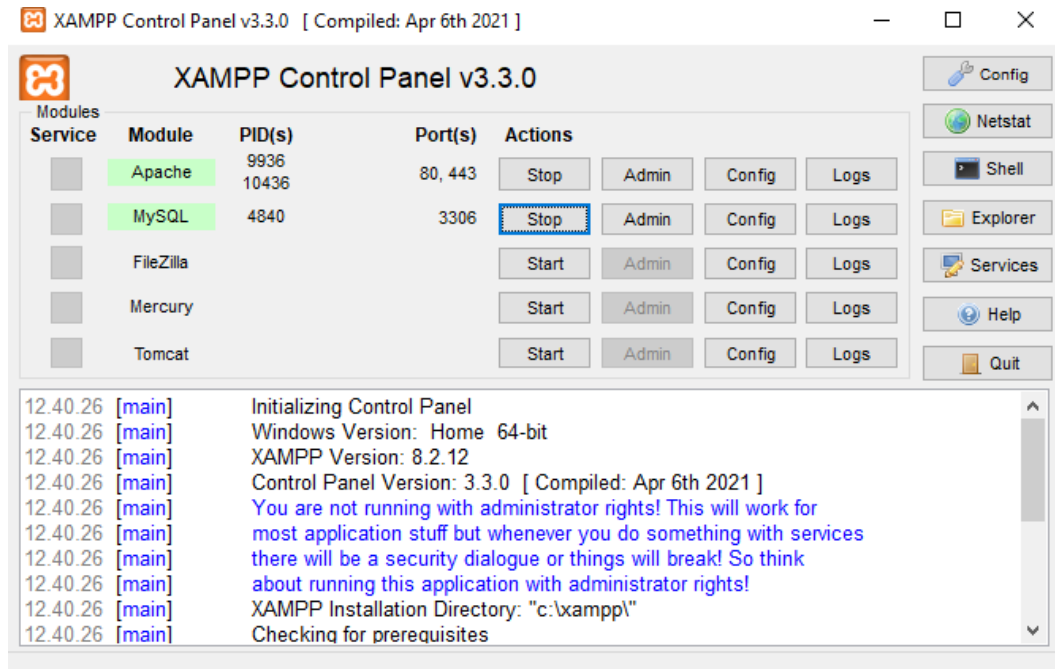 XAMPP Control Panel v3.3.0 [ Compiled: Apr 6th 2021 ]
XAMPP Control Panel v3.3.0
Config
Modules
Service Module PID(s) Port(s) Actions
Netstat
Apache 9936 10436 80, 443 Stop Admin Config Logs
Shell
MySQL 4840 3306 Stop Admin Config Logs
Explorer
FileZilla Start Admin Config Logs
Services
Mercury Start Admin Config Logs
Help
Tomcat Start Admin Config Logs
Quit
12.40.26 [main] Initializing Control Panel
12.40.26 [main] Windows Version: Home 64-bit
12.40.26 [main] XAMPP Version: 8.2.12
12.40.26 [main] Control Panel Version: 3.3.0 [ Compiled: Apr 6th 2021 ]
12.40.26 [main] You are not running with administrator rights! This will work for
12.40.26 [main] most application stuff but whenever you do something with services
12.40.26 [main] there will be a security dialogue or things will break! So think
12.40.26 [main] about running this application with administrator rights!
12.40.26 [main] XAMPP Installation Directory: "c:\xampp\"
12.40.26 [main] Checking for prerequisites